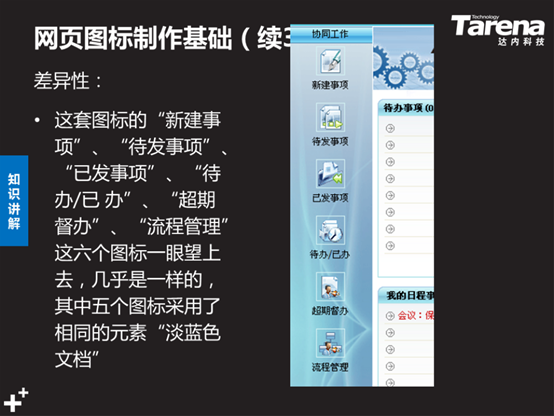 网页图标制作基础（续3
Technology
Tarena
达内科技
差异性：
知识讲解
• 这套图标的“新建事
项”、“待发事项”、
“已发事项”、“待
办/已 办”、“超期
督办”、“流程管理”
这六个图标一眼望上
去，几乎是一样的，
其中五个图标采用了
相同的元素“淡蓝色
文档”
协同工作
新建事项
待发事项
已发事项
待办/已办
超期督办
流程管理
待办事项 (0
我的日程事
会议：保